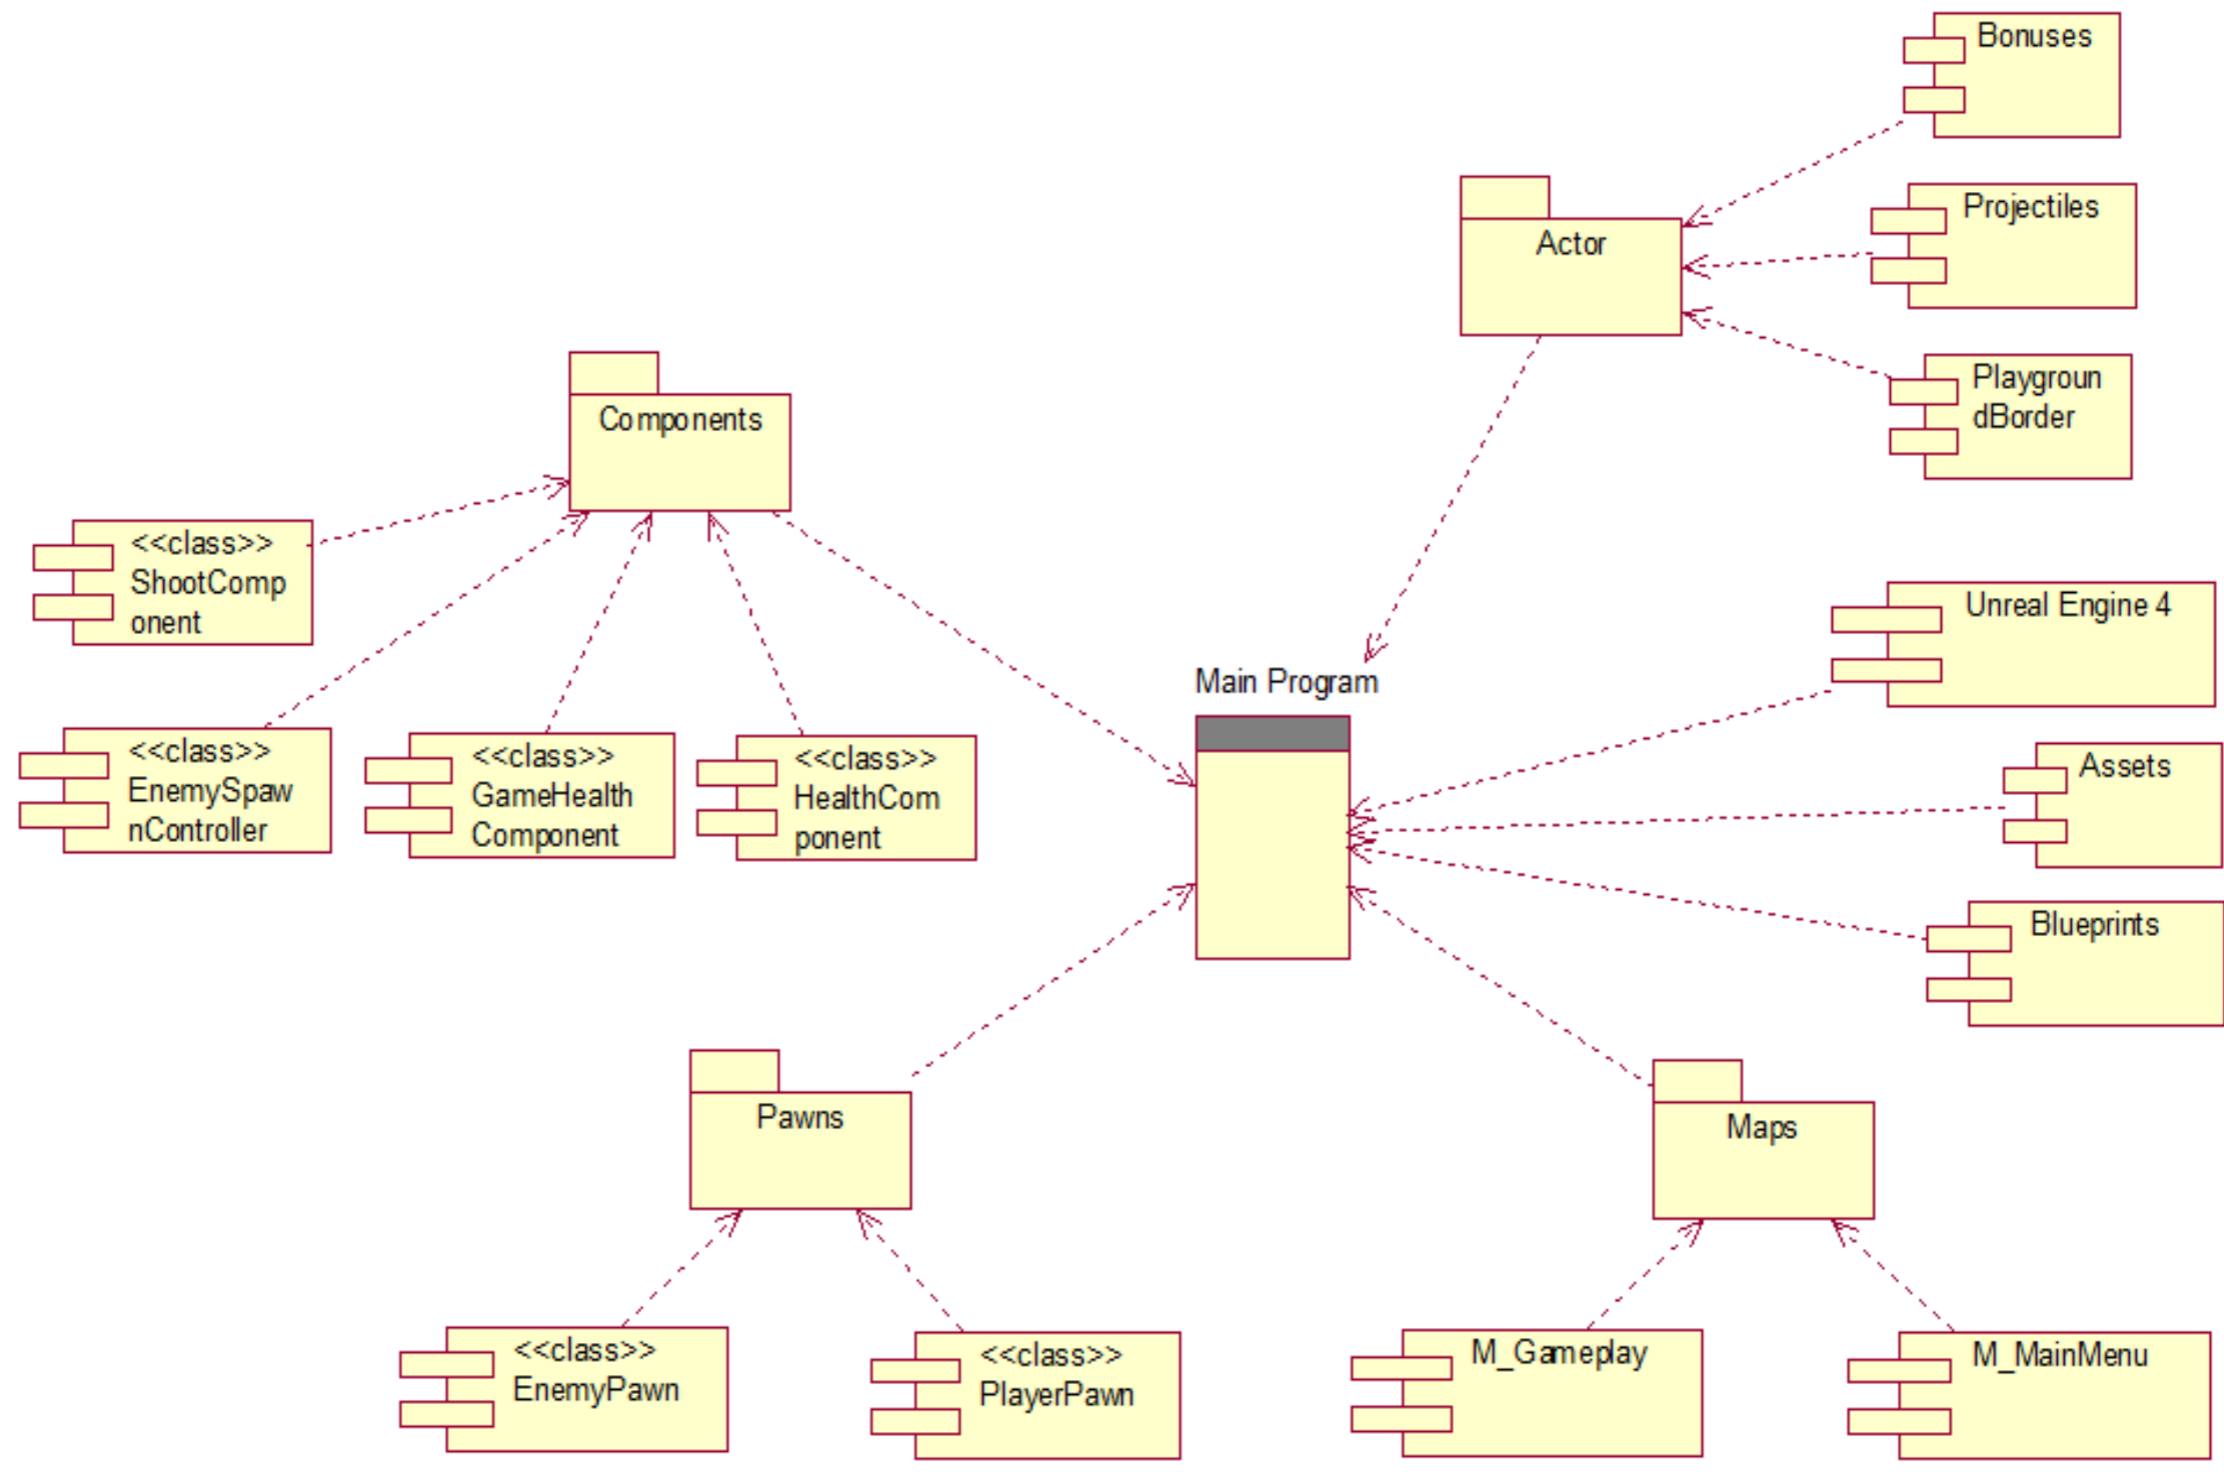 Bonuses
Projectiles
Actor
Playgroun
dBorder
Components
<<class>>
ShootComp
onent
Unreal Engine 4
Main Program
<<class>>
EnemySpaw
nController
<<class>>
GameHealth
Component
<<class>>
HealthCom
ponent
Assets
Blueprints
Pawns
Maps
<<class>>
EnemyPawn
<<class>>
PlayerPawn
M_Gameplay
M_MainMenu